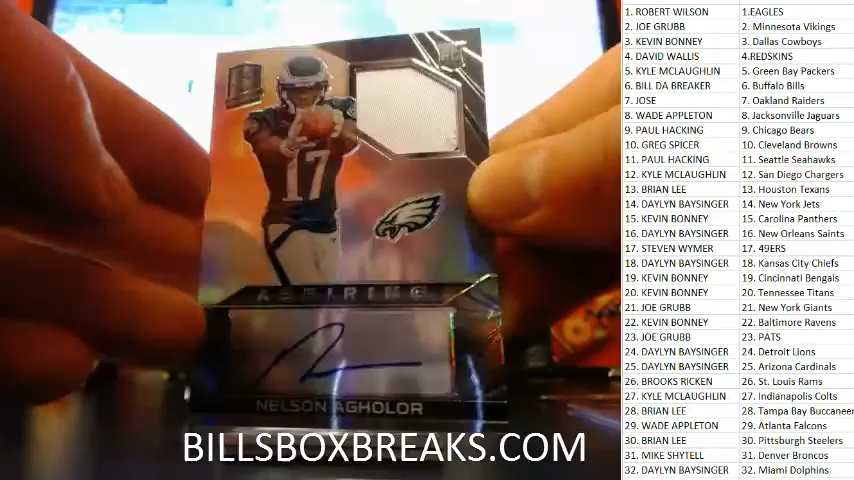 RC
17
ASPIRING
NELSON AGHOLOR
BILLSBOXBREAKS.COM
1. ROBERT WILSON 1.EAGLES
2. JOE GRUBB 2. Minnesota Vikings
3. KEVIN BONNEY 3. Dallas Cowboys
4. DAVID WALLIS 4.REDSKINS
5. KYLE MCLAUGHLIN 5. Green Bay Packers
6. BILL DA BREAKER 6. Buffalo Bills
7. JOSE 7. Oakland Raiders
8. WADE APPLETON 8. Jacksonville Jaguars
9. PAUL HACKING 9. Chicago Bears
10. GREG SPICER 10. Cleveland Browns
11. PAUL HACKING 11. Seattle Seahawks
12. KYLE MCLAUGHLIN 12. San Diego Chargers
13. BRIAN LEE 13. Houston Texans
14. DAYLYN BAYSINGER 14. New York Jets
15. KEVIN BONNEY 15. Carolina Panthers
16. DAYLYN BAYSINGER 16. New Orleans Saints
17. STEVEN WYMER 17. 49ERS
18. DAYLYN BAYSINGER 18. Kansas City Chiefs
19. KEVIN BONNEY 19. Cincinnati Bengals
20. KEVIN BONNEY 20. Tennessee Titans
21. JOE GRUBB 21. New York Giants
22. KEVIN BONNEY 22. Baltimore Ravens
23. JOE GRUBB 23. PATS
24. DAYLYN BAYSINGER 24. Detroit Lions
25. DAYLYN BAYSINGER 25. Arizona Cardinals
26. BROOKS RICKEN 26. St. Louis Rams
27. KYLE MCLAUGHLIN 27. Indianapolis Colts
28. BRIAN LEE 28. Tampa Bay Buccaneer
29. WADE APPLETON 29. Atlanta Falcons
30. BRIAN LEE 30. Pittsburgh Steelers
31. MIKE SHYTELL 31. Denver Broncos
32. DAYLYN BAYSINGER 32. Miami Dolphins